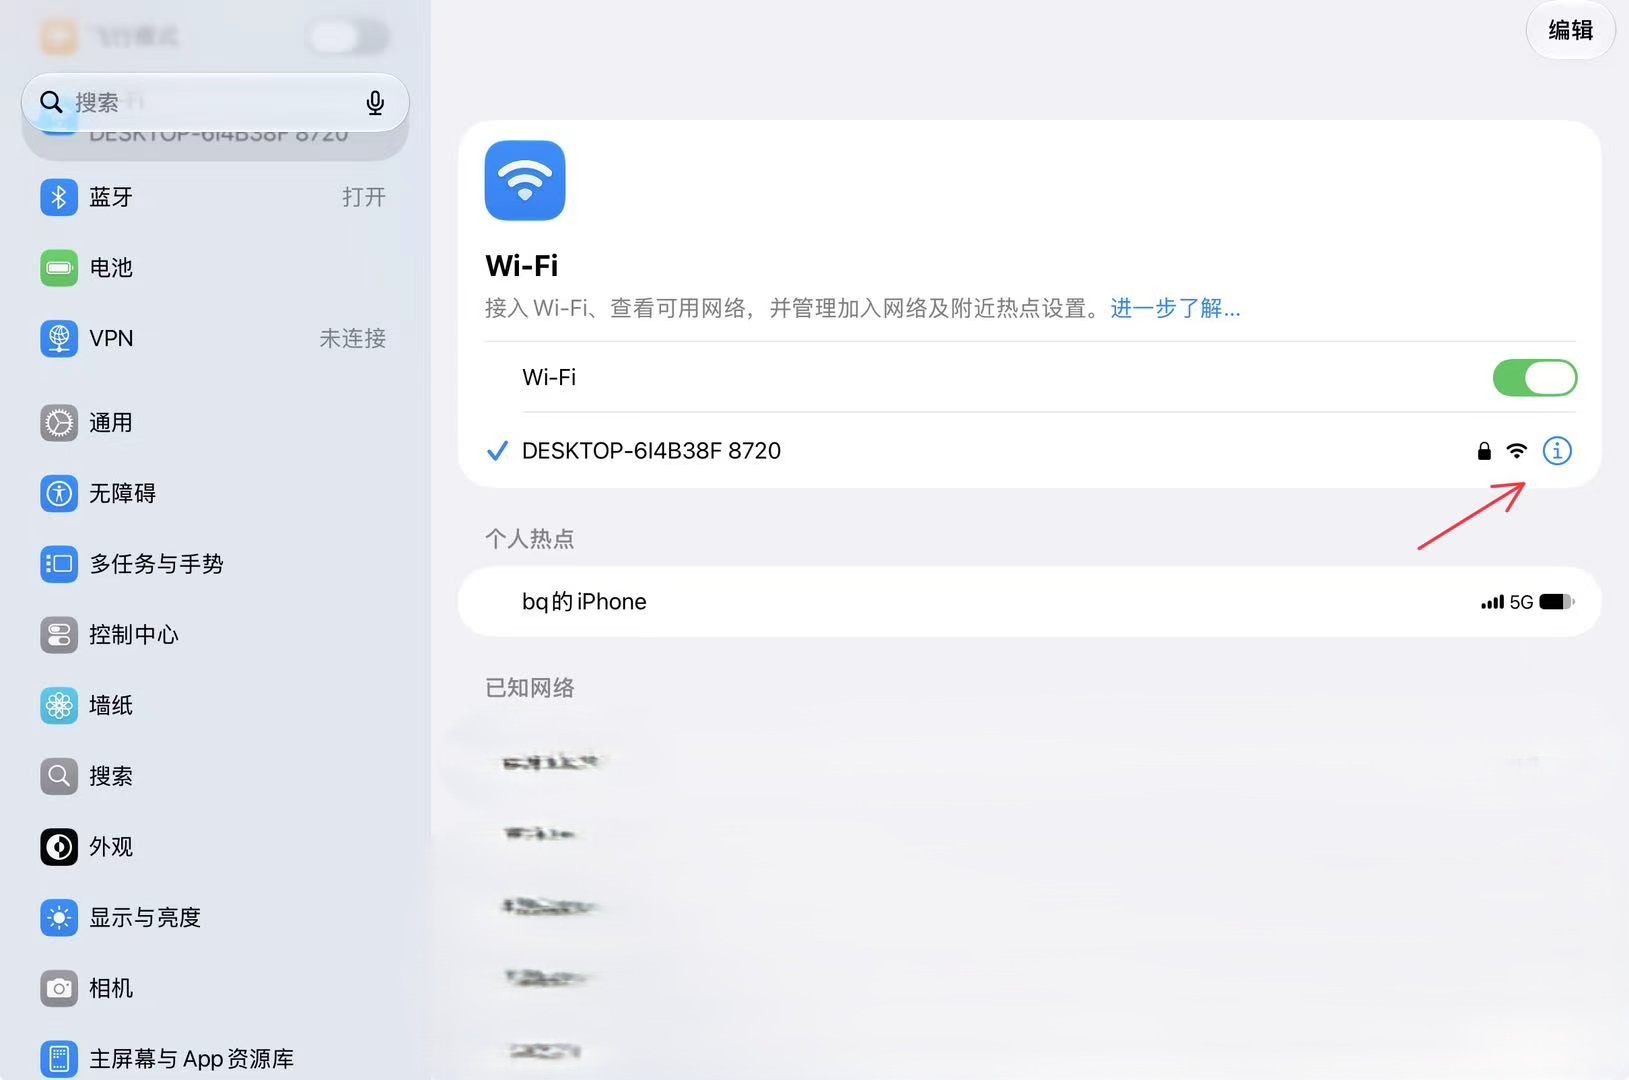 编辑
搜索
DESKTOP-6I4B38F 8720
蓝牙 打开
电池
VPN 未连接
通用
无障碍
多任务与手势
控制中心
墙纸
搜索
外观
显示与亮度
相机
主屏幕与 App 资源库
Wi-Fi
接入 Wi-Fi、查看可用网络，并管理加入网络及附近热点设置。进一步了解...
Wi-Fi
DESKTOP-6I4B38F 8720
个人热点
bq的 iPhone 5G
已知网络